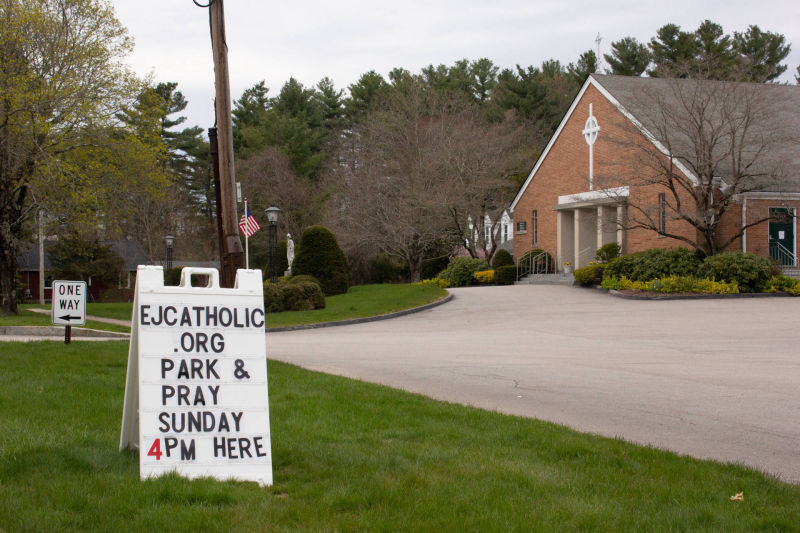 ONE
WAY
EJCATHOLIC
.ORG
PARK &
PRAY
SUNDAY
4PM HERE